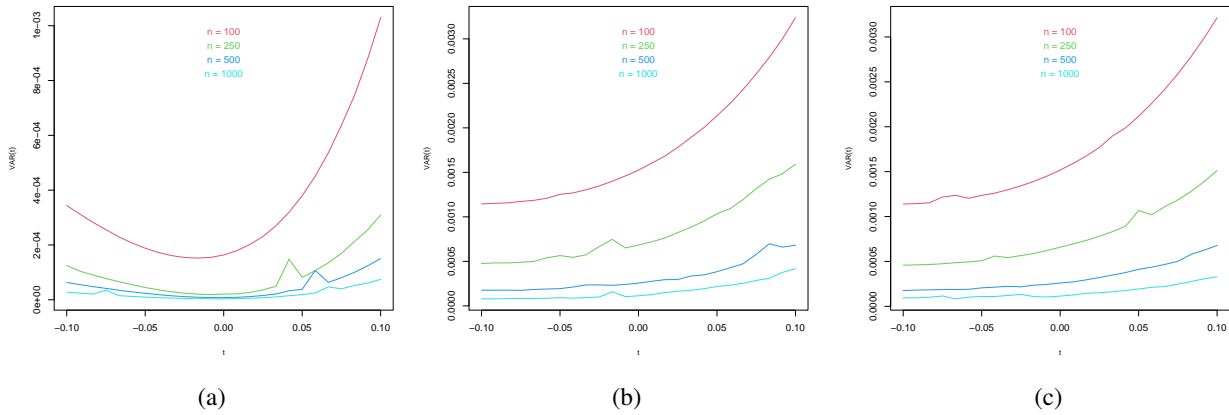 1e−03
8e−04
6e−04
4e−04
2e−04
0e+00
VAR(t)
n = 100
n = 250
n = 500
n = 1000
−0.10
−0.05
0.00
0.05
0.10
t
(a)
0.0030
0.0025
0.0020
0.0015
0.0010
0.0005
0.0000
VAR(t)
n = 100
n = 250
n = 500
n = 1000
−0.10
−0.05
0.00
0.05
0.10
t
(b)
0.0030
0.0025
0.0020
0.0015
0.0010
0.0005
0.0000
VAR(t)
n = 100
n = 250
n = 500
n = 1000
−0.10
−0.05
0.00
0.05
0.10
t
(c)